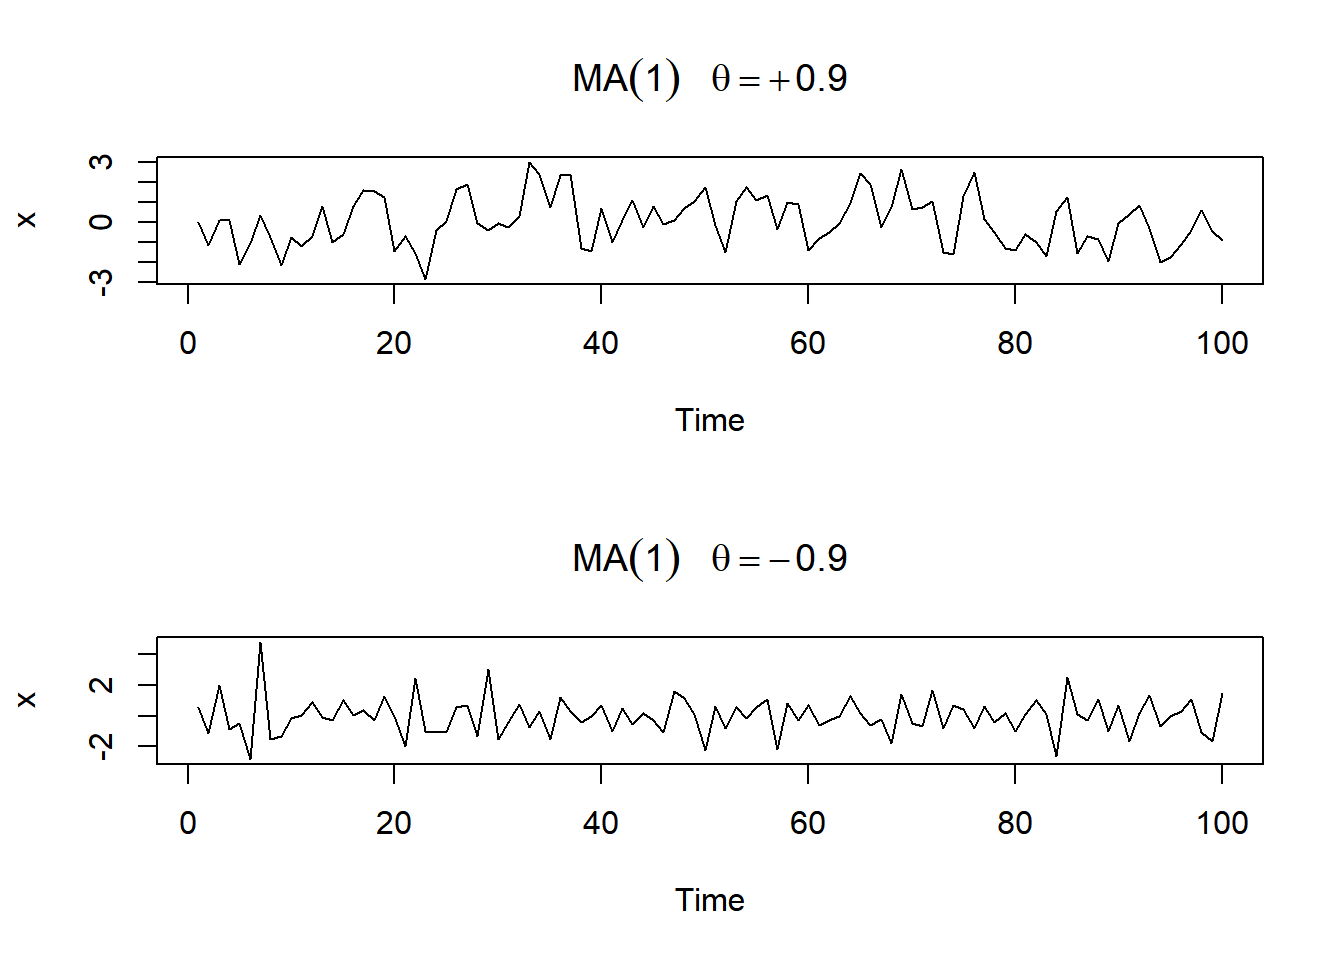 MA(1) θ = +0.9
x
3
0
-3
0 20 40 60 80 100
Time
MA(1) θ = −0.9
x
2
-2
0 20 40 60 80 100
Time